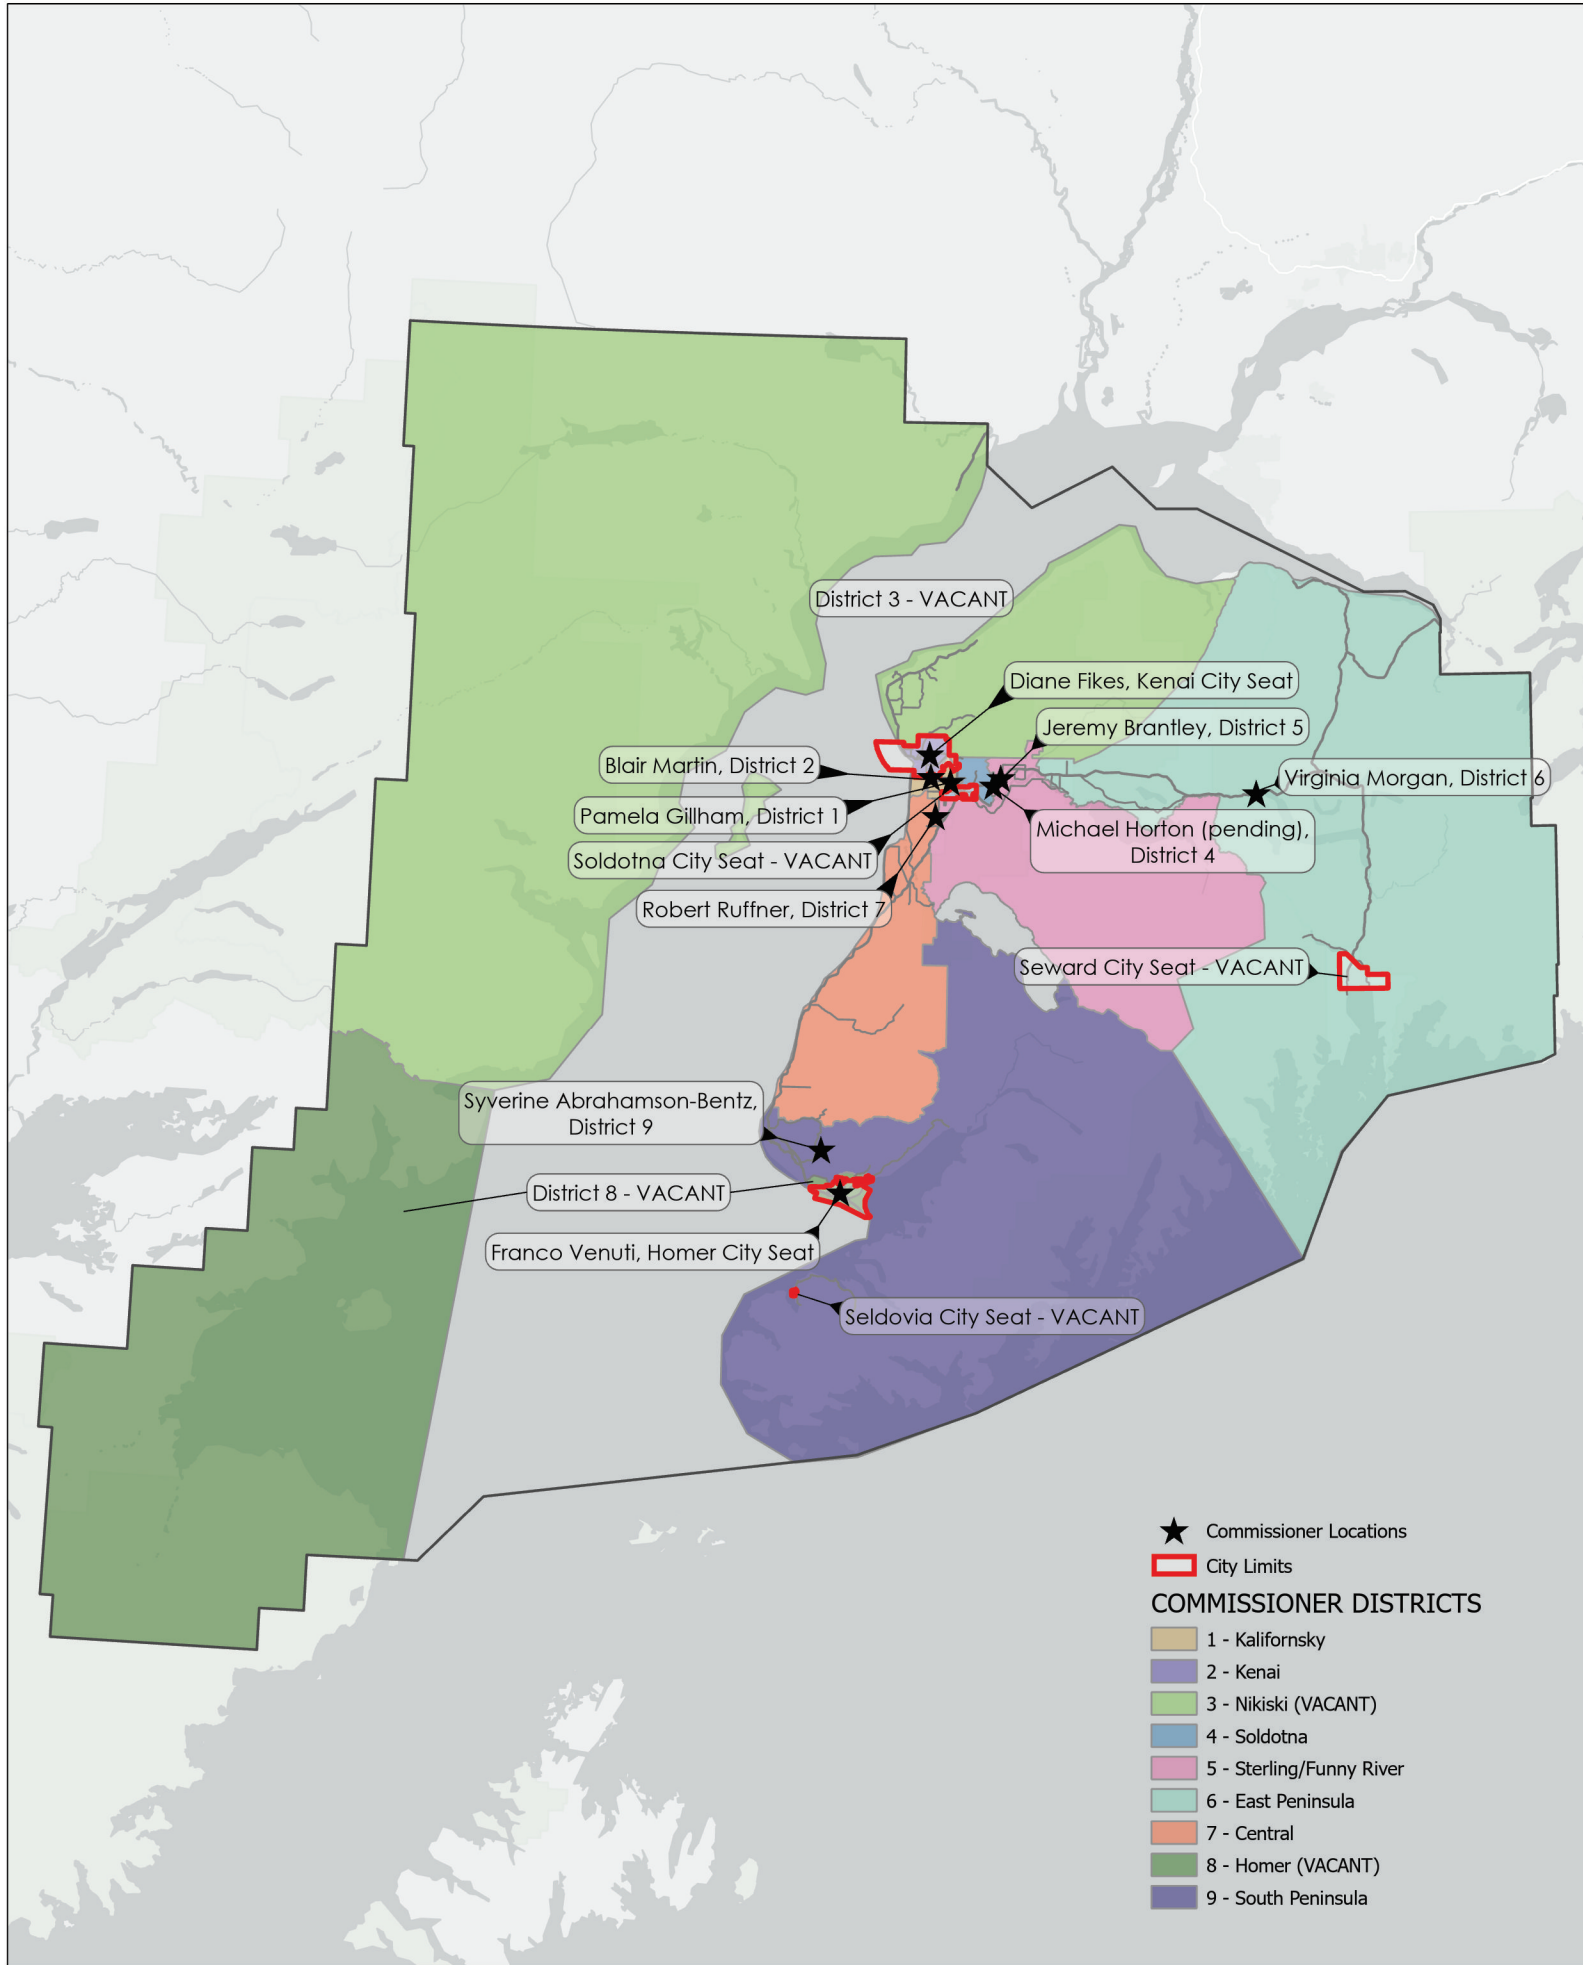 District 3 - VACANT
Diane Fikes, Kenai City Seat
Jeremy Brantley, District 5
Blair Martin, District 2
Virginia Morgan, District 6
Pamela Gillham, District 1
Michael Horton (pending),
District 4
Soldotna City Seat - VACANT
Robert Ruffner, District 7
Seward City Seat - VACANT
Syverine Abrahamson-Bentz,
District 9
District 8 - VACANT
Franco Venuti, Homer City Seat
Seldovia City Seat - VACANT
Commissioner Locations
City Limits
COMMISSIONER DISTRICTS
1 - Kalifornsky
2 - Kenai
3 - Nikiski (VACANT)
4 - Soldotna
5 - Sterling/Funny River
6 - East Peninsula
7 - Central
8 - Homer (VACANT)
9 - South Peninsula